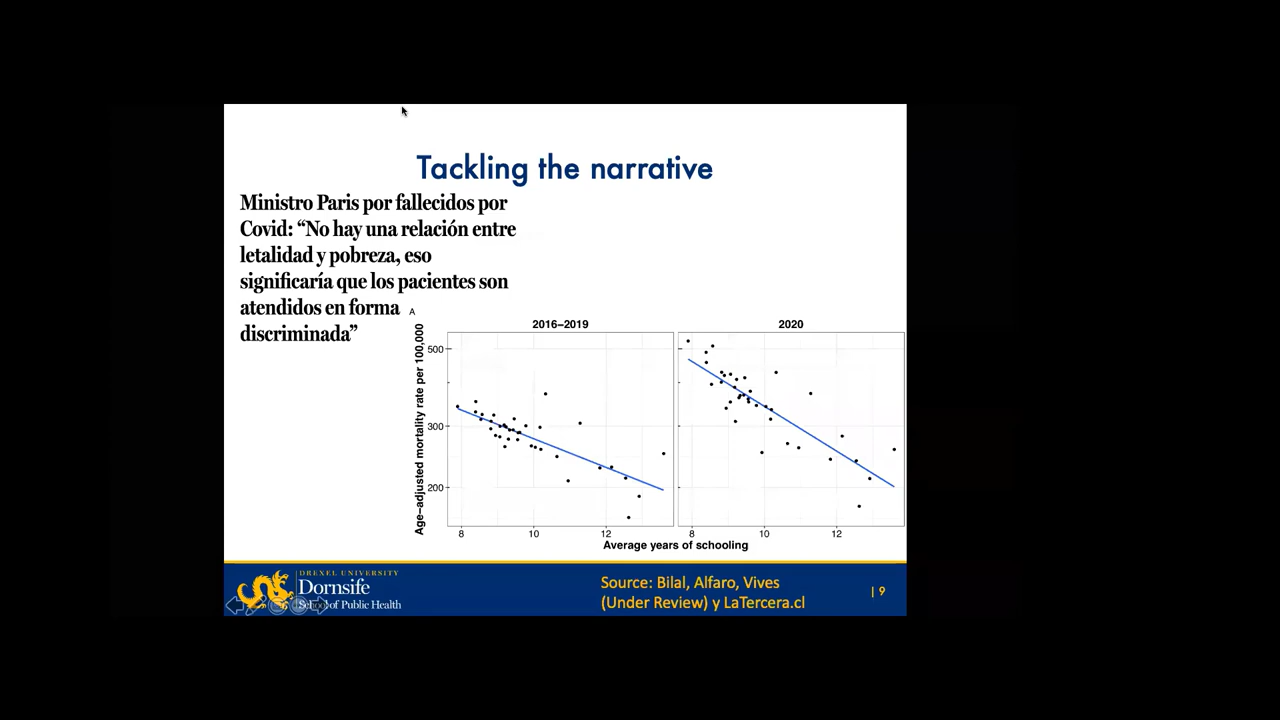 Tackling the narrative
Ministro Paris por fallecidos por
Covid: “No hay una relación entre
letalidad y pobreza, eso
significaría que los pacientes son
atendidos en forma
discriminada”
A
2016–2019
2020
Age–adjusted mortality rate per 100,000
500
300
200
8 10 12
8 10 12
Average years of schooling
DREXEL UNIVERSITY
Dornsife
School of Public Health
Source: Bilal, Alfaro, Vives
(Under Review) y LaTercera.cl
| 9